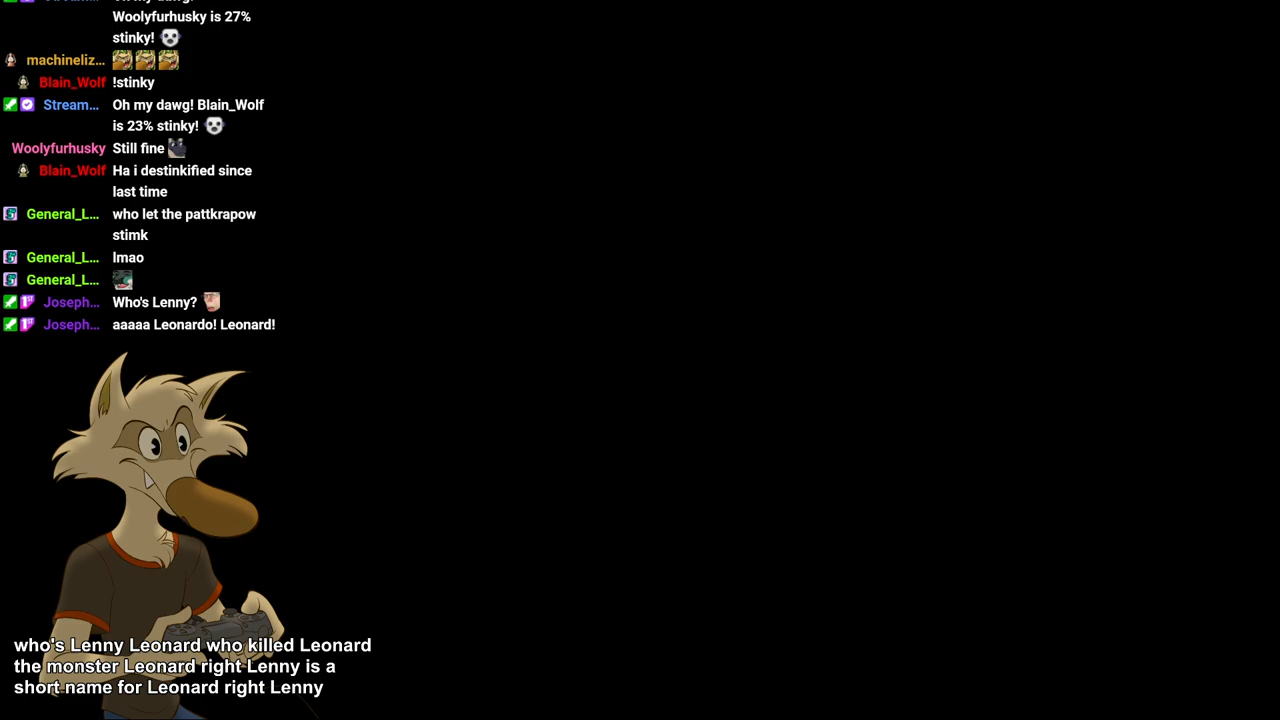 Woolyfurhusky is 27%
stinky!
machineliz...
Blain_Wolf !stinky
Stream... Oh my dawg! Blain_Wolf
is 23% stinky!
Woolyfurhusky Still fine
Blain_Wolf Ha i destinkified since
last time
General_L... who let the pattkrapow
stimk
General_L... lmao
General_L...
Joseph... Who's Lenny?
Joseph... aaaaa Leonardo! Leonard!
who's Lenny Leonard who killed Leonard
the monster Leonard right Lenny is a
short name for Leonard right Lenny